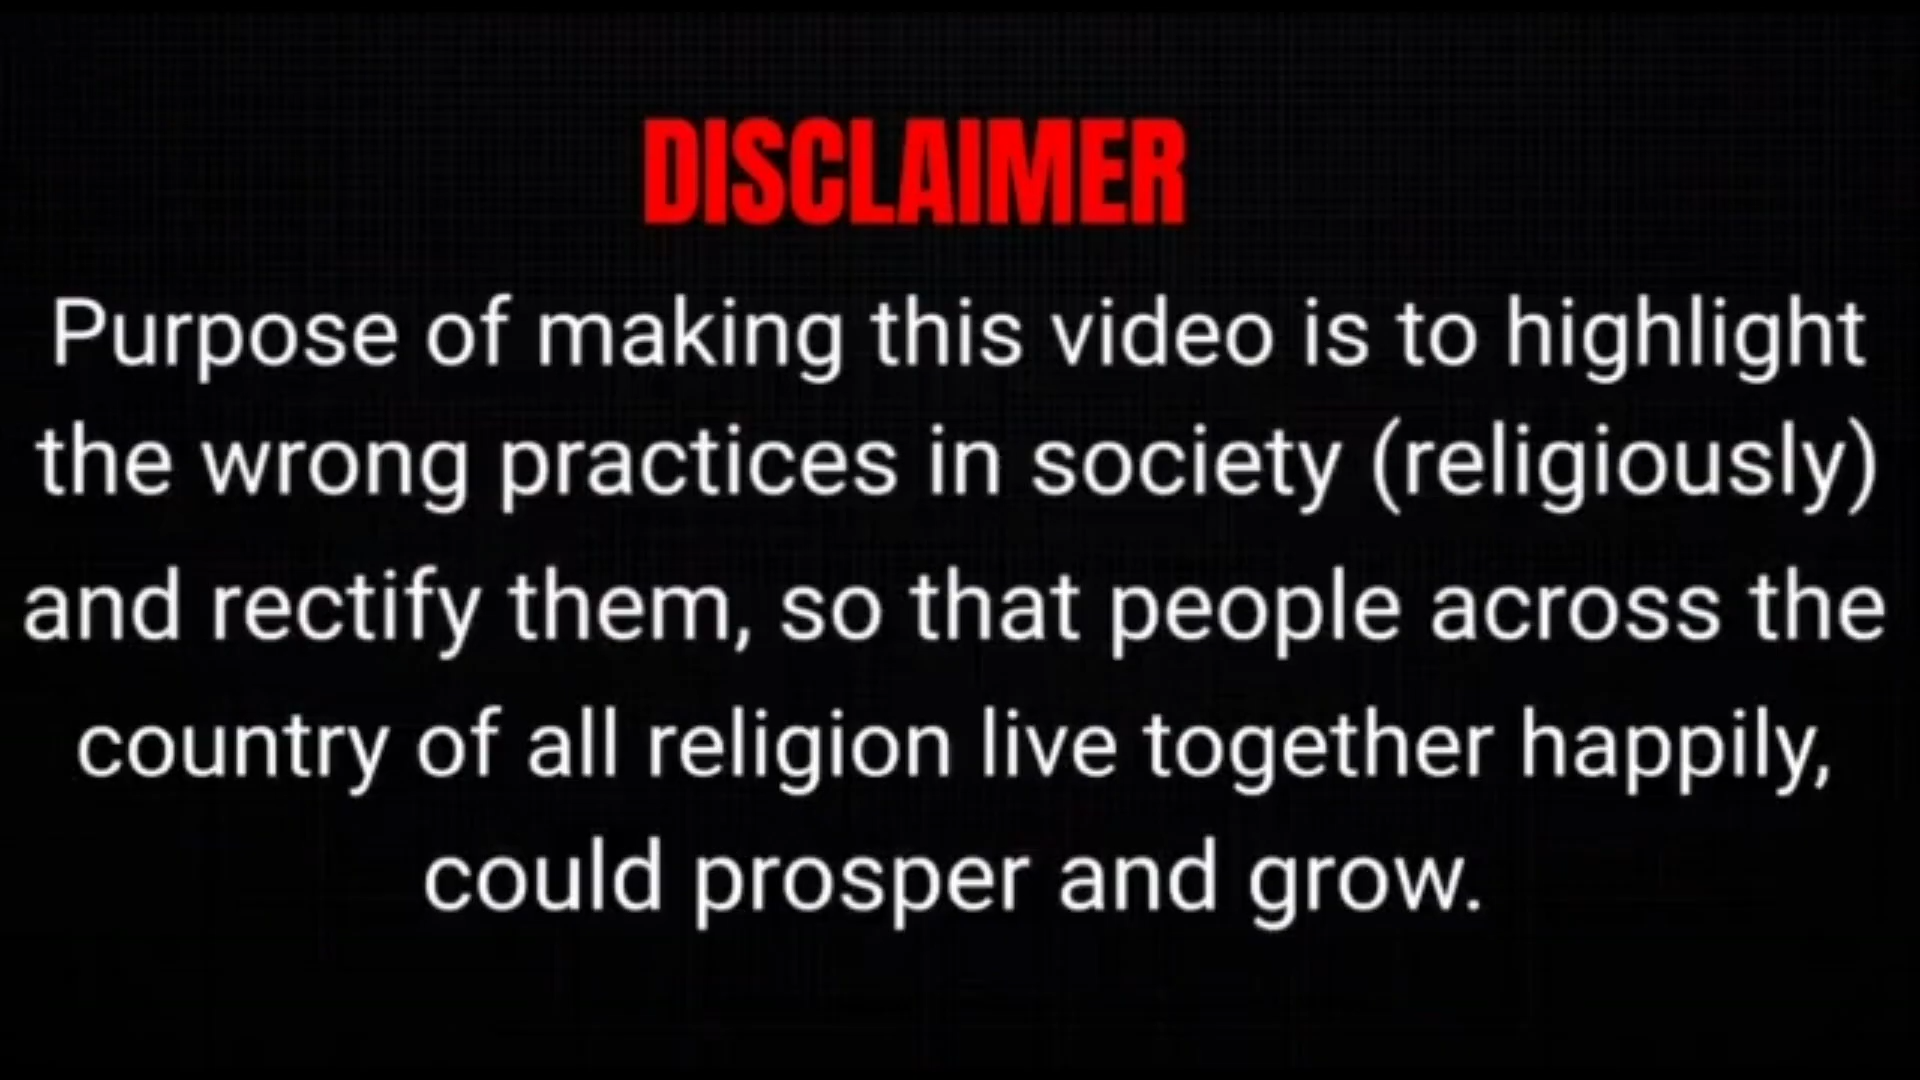 DISCLAIMER
Purpose of making this video is to highlight
the wrong practices in society (religiously)
and rectify them, so that people across the
country of all religion live together happily,
could prosper and grow.